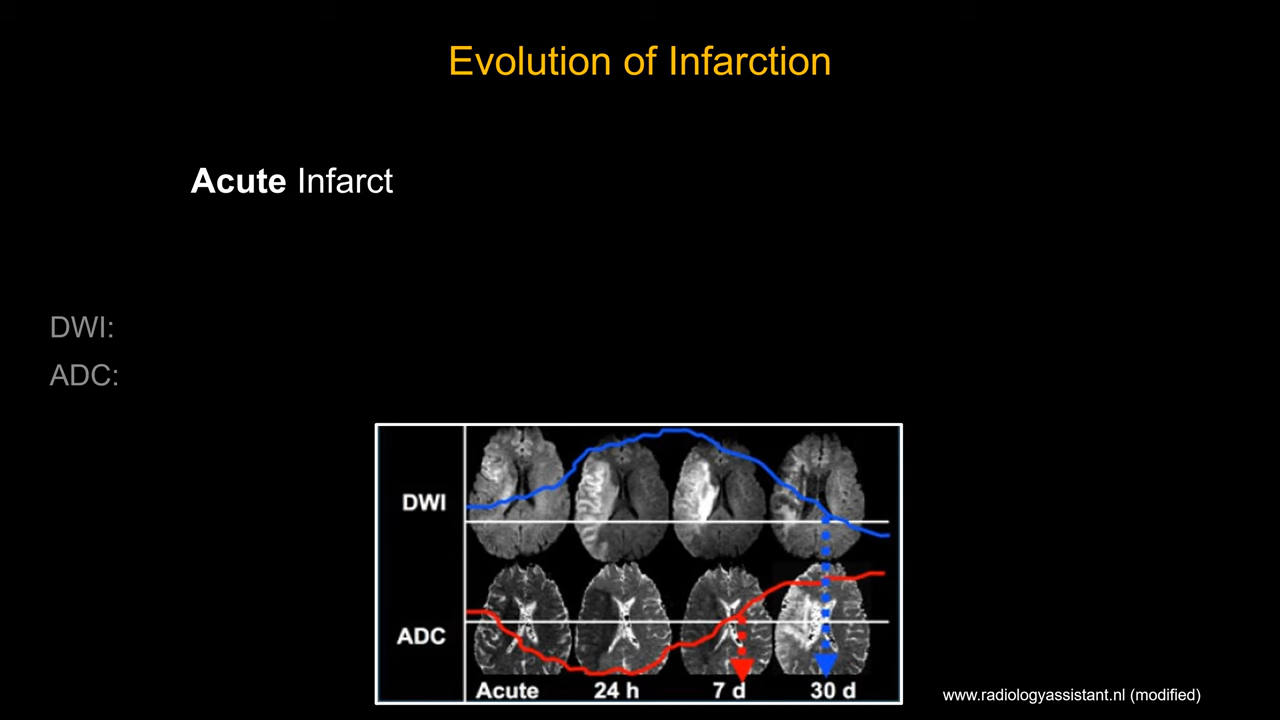 Evolution of Infarction
Acute Infarct
DWI:
ADC:
DWI
ADC
Acute 24 h 7 d 30 d
www.radiologyassistant.nl (modified)